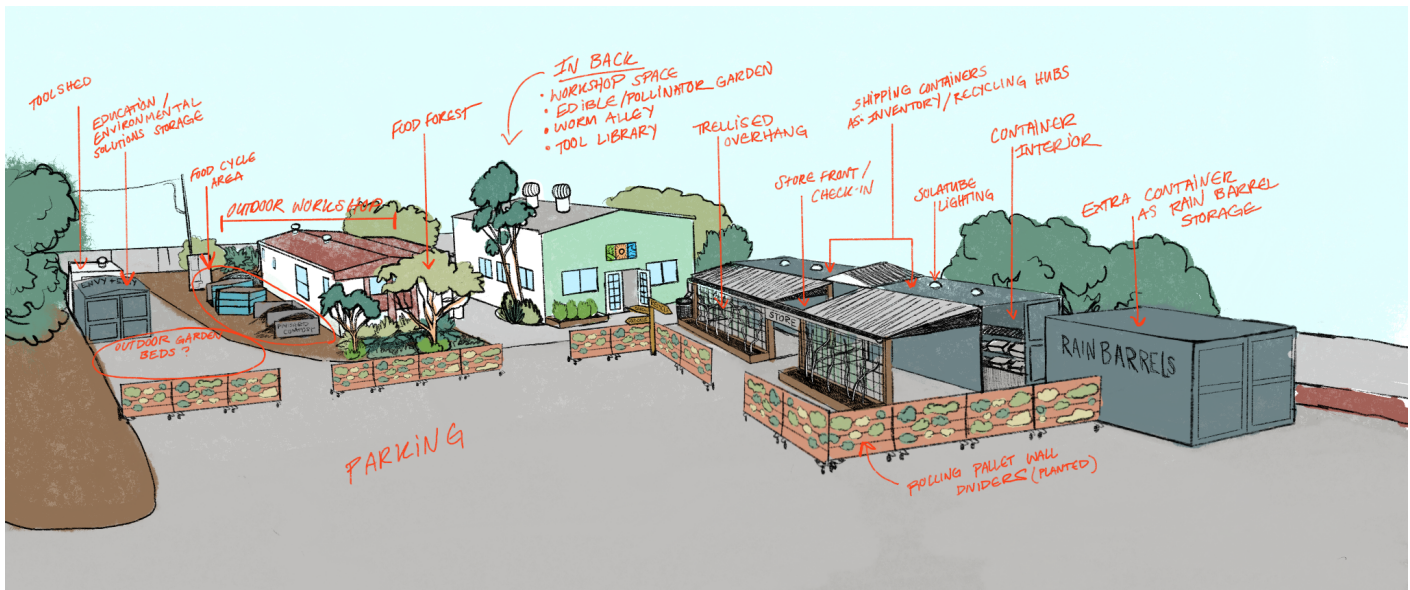 TOOLSHED
EDUCATION /
ENVIRONMENTAL
SOLUTIONS STORAGE
FOOD CYCLE
AREA
OUTDOOR WORKSHOP
FOOD FOREST
IN BACK
• WORKSHOP SPACE
• EDIBLE/POLLINATOR GARDEN
• WORM ALLEY
• TOOL LIBRARY
TRELLISED
OVERHANG
STORE FRONT /
CHECK-IN
SHIPPING CONTAINERS
AS INVENTORY/RECYCLING HUBS
SOLATUBE
LIGHTING
CONTAINER
INTERIOR
EXTRA CONTAINER
AS RAIN BARREL
STORAGE
FINISHED
COMPOST
OUTDOOR GARDEN
BEDS ?
STORE
RAIN BARRELS
PARKING
ROLLING PALLET WALL
DIVIDERS (PLANTED)